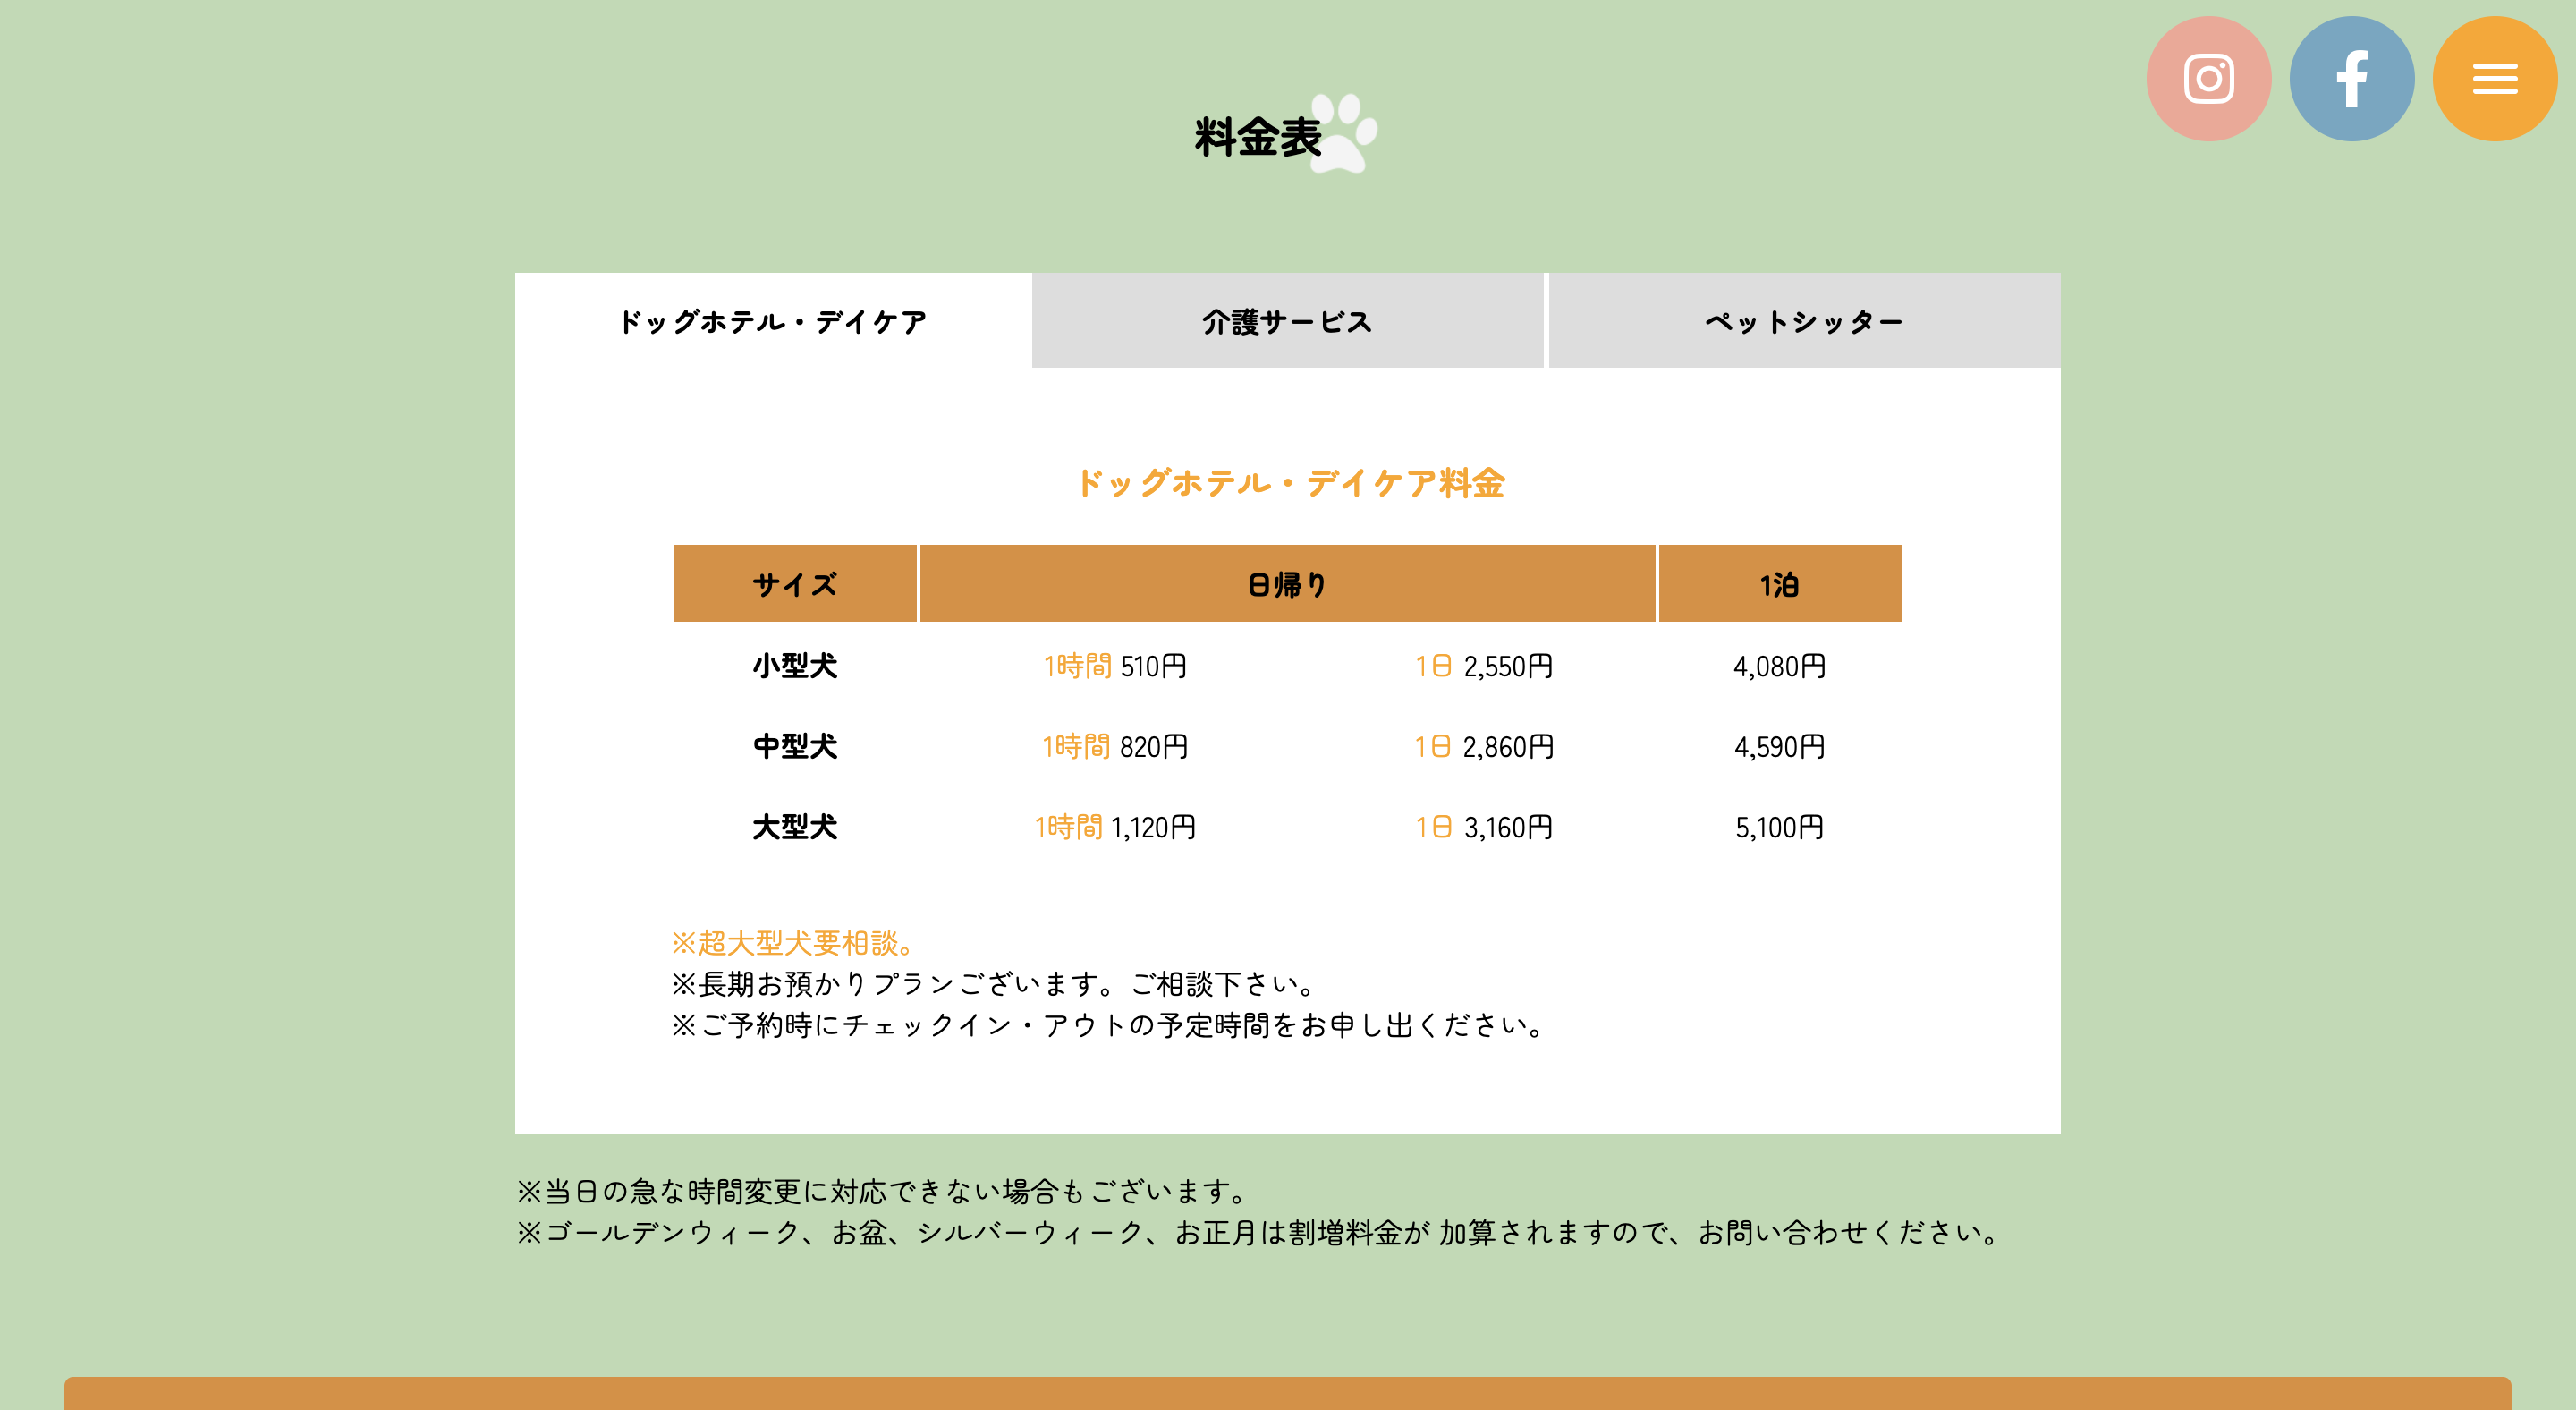 料金表
ドッグホテル・デイケア 介護サービス ペットシッター
ドッグホテル・デイケア料金
サイズ 日帰り 1泊
小型犬 1時間 510円 1日 2,550円 4,080円
中型犬 1時間 820円 1日 2,860円 4,590円
大型犬 1時間 1,120円 1日 3,160円 5,100円
※超大型犬要相談。
※長期お預かりプランございます。ご相談下さい。
※ご予約時にチェックイン・アウトの予定時間をお申し出ください。
※当日の急な時間変更に対応できない場合もございます。
※ゴールデンウィーク、お盆、シルバーウィーク、お正月は割増料金が 加算されますので、お問い合わせください。